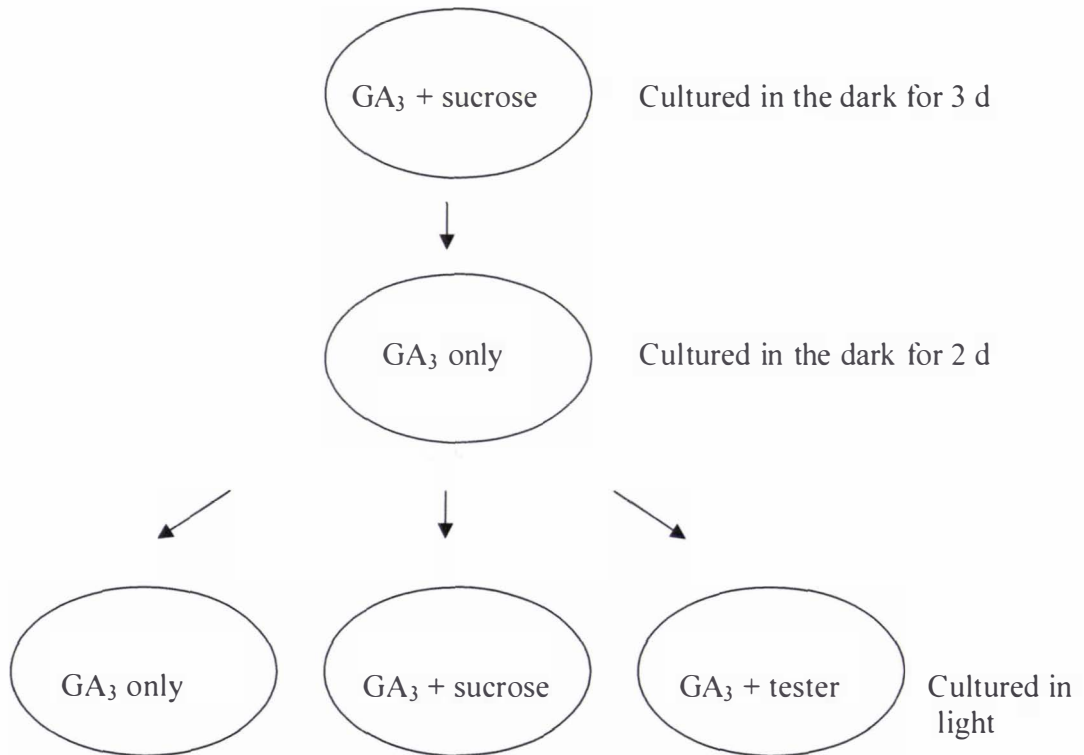 GA₃ + sucrose Cultured in the dark for 3 d
GA₃ only Cultured in the dark for 2 d
GA₃ only GA₃ + sucrose GA₃ + tester Cultured in
light